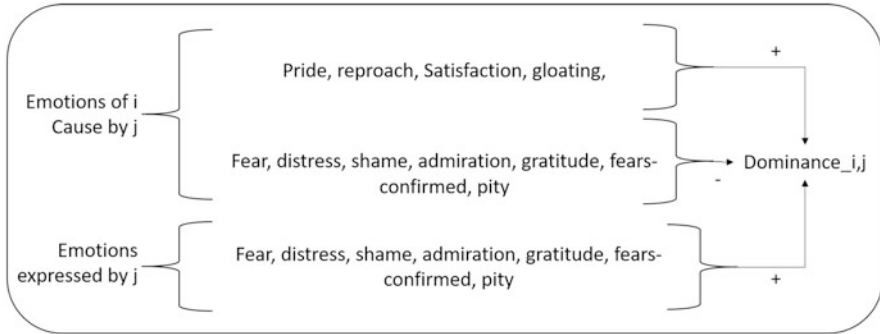 +
Pride, reproach, Satisfaction, gloating,
Emotions of i
Cause by j
Fear, distress, shame, admiration, gratitude, fears-
confirmed, pity
-
Dominance_i,j
Emotions
expressed by j
Fear, distress, shame, admiration, gratitude, fears-
confirmed, pity
+